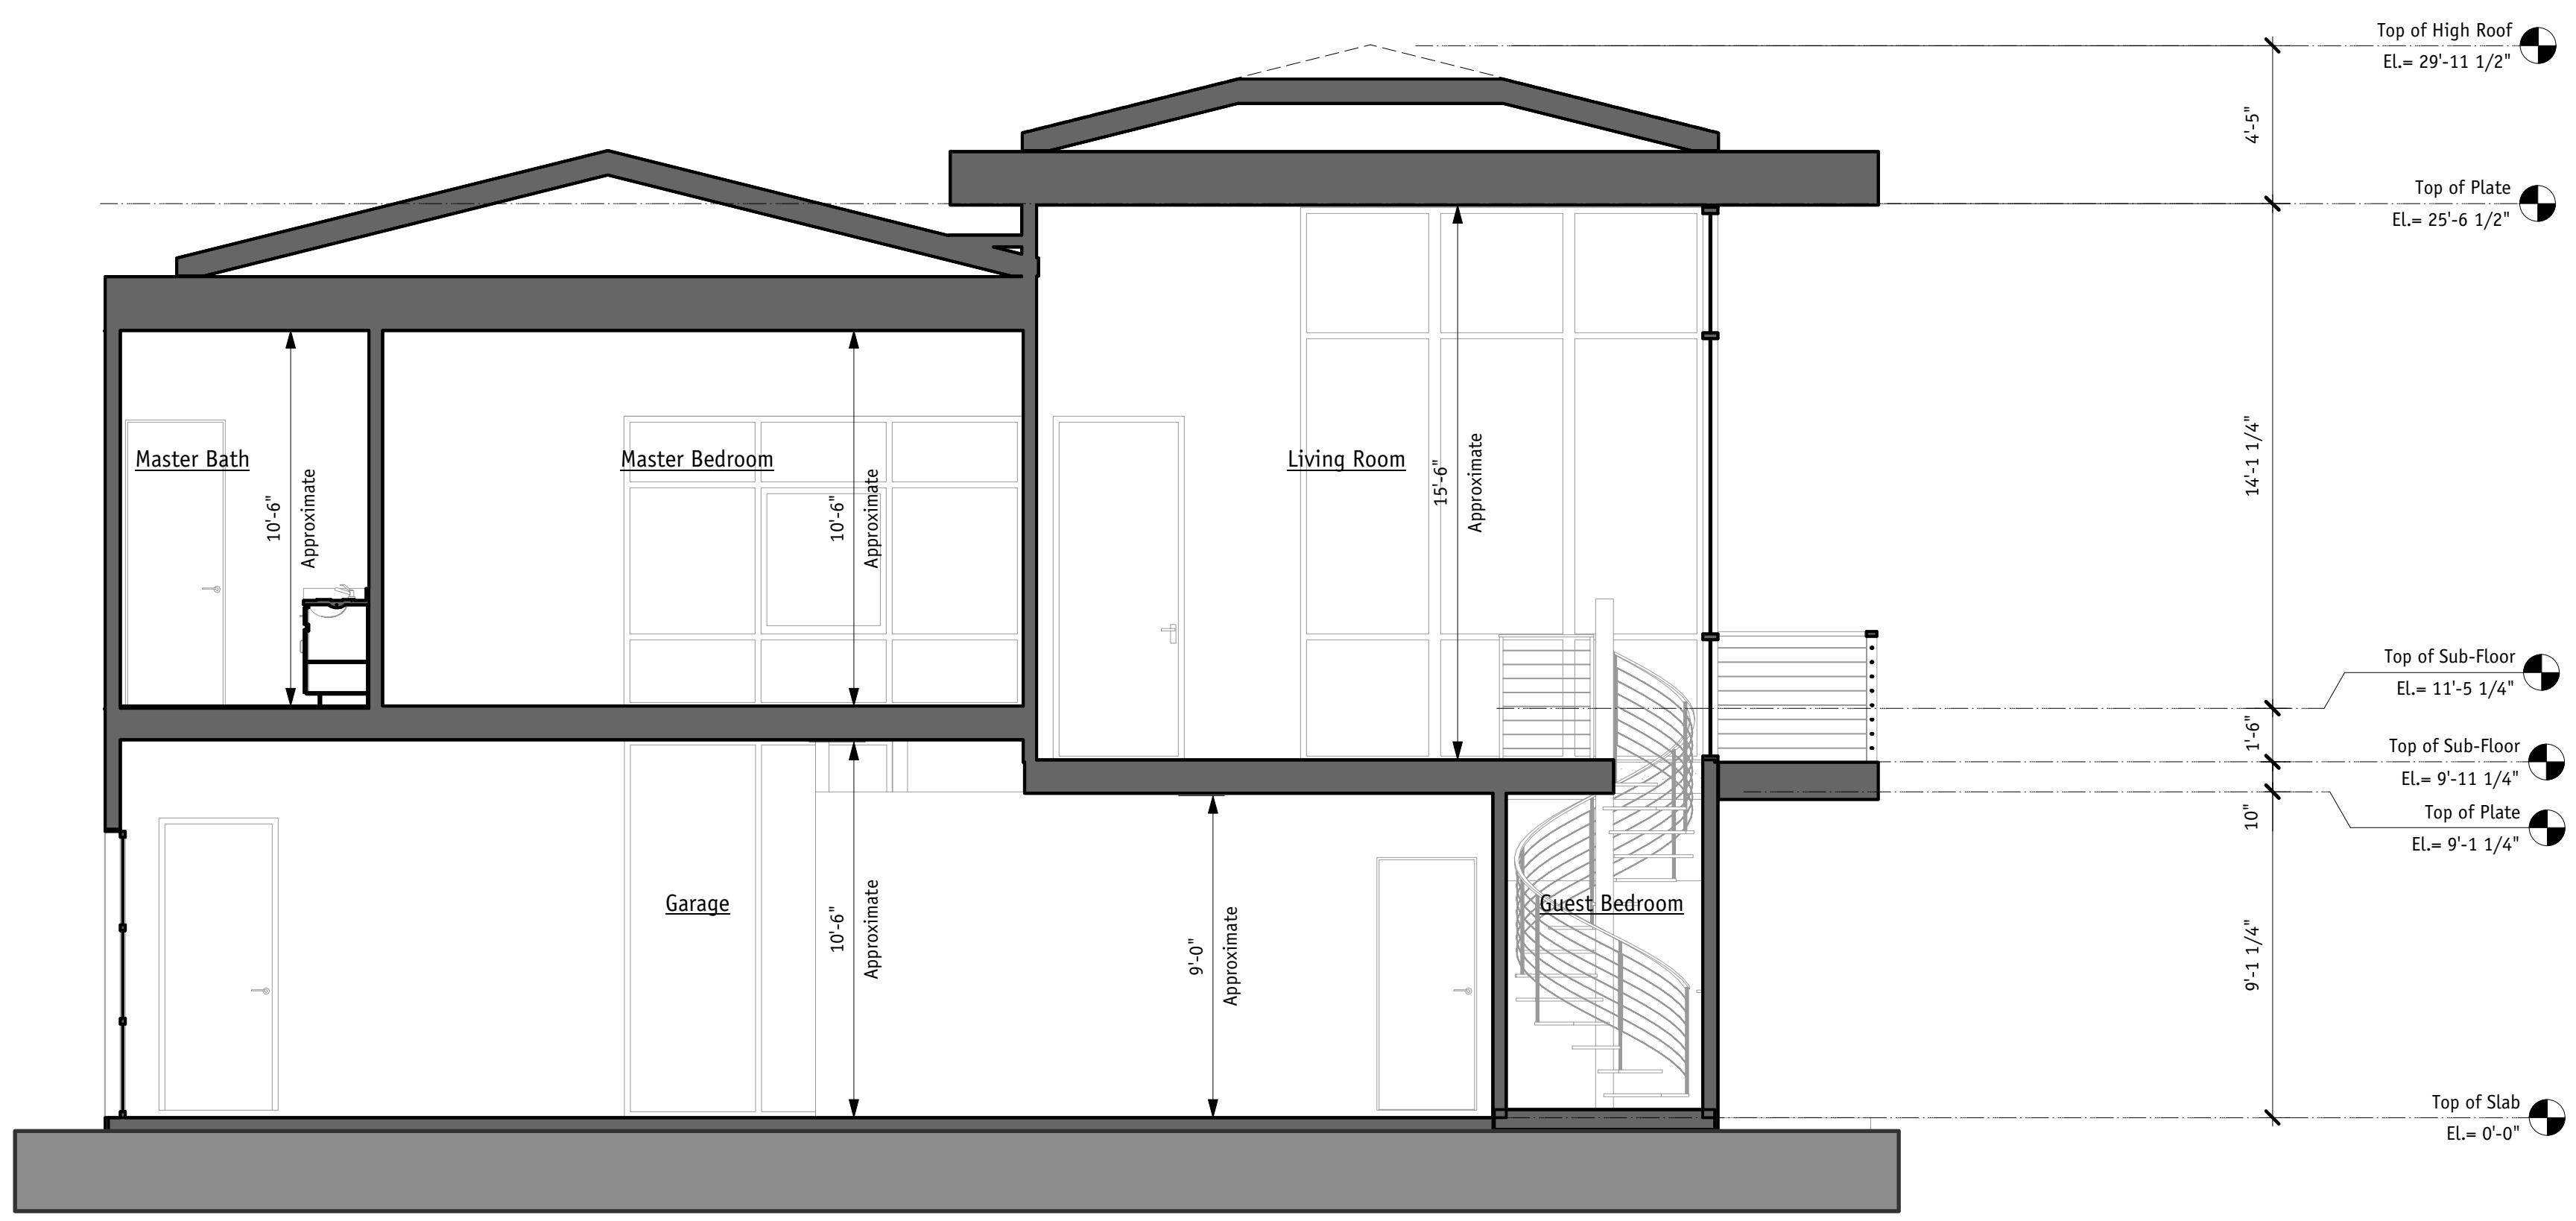 Top of High Roof
El.= 29'-11 1/2"
4'-5"
Top of Plate
El.= 25'-6 1/2"
14'-1 1/4"
Master Bath
10'-6"
Approximate
Master Bedroom
10'-6"
Approximate
Living Room
15'-6"
Approximate
Top of Sub-Floor
El.= 11'-5 1/4"
1'-6"
Top of Sub-Floor
El.= 9'-11 1/4"
10"
Top of Plate
El.= 9'-1 1/4"
Garage
10'-6"
Approximate
9'-0"
Approximate
Guest Bedroom
9'-1 1/4"
Top of Slab
El.= 0'-0"